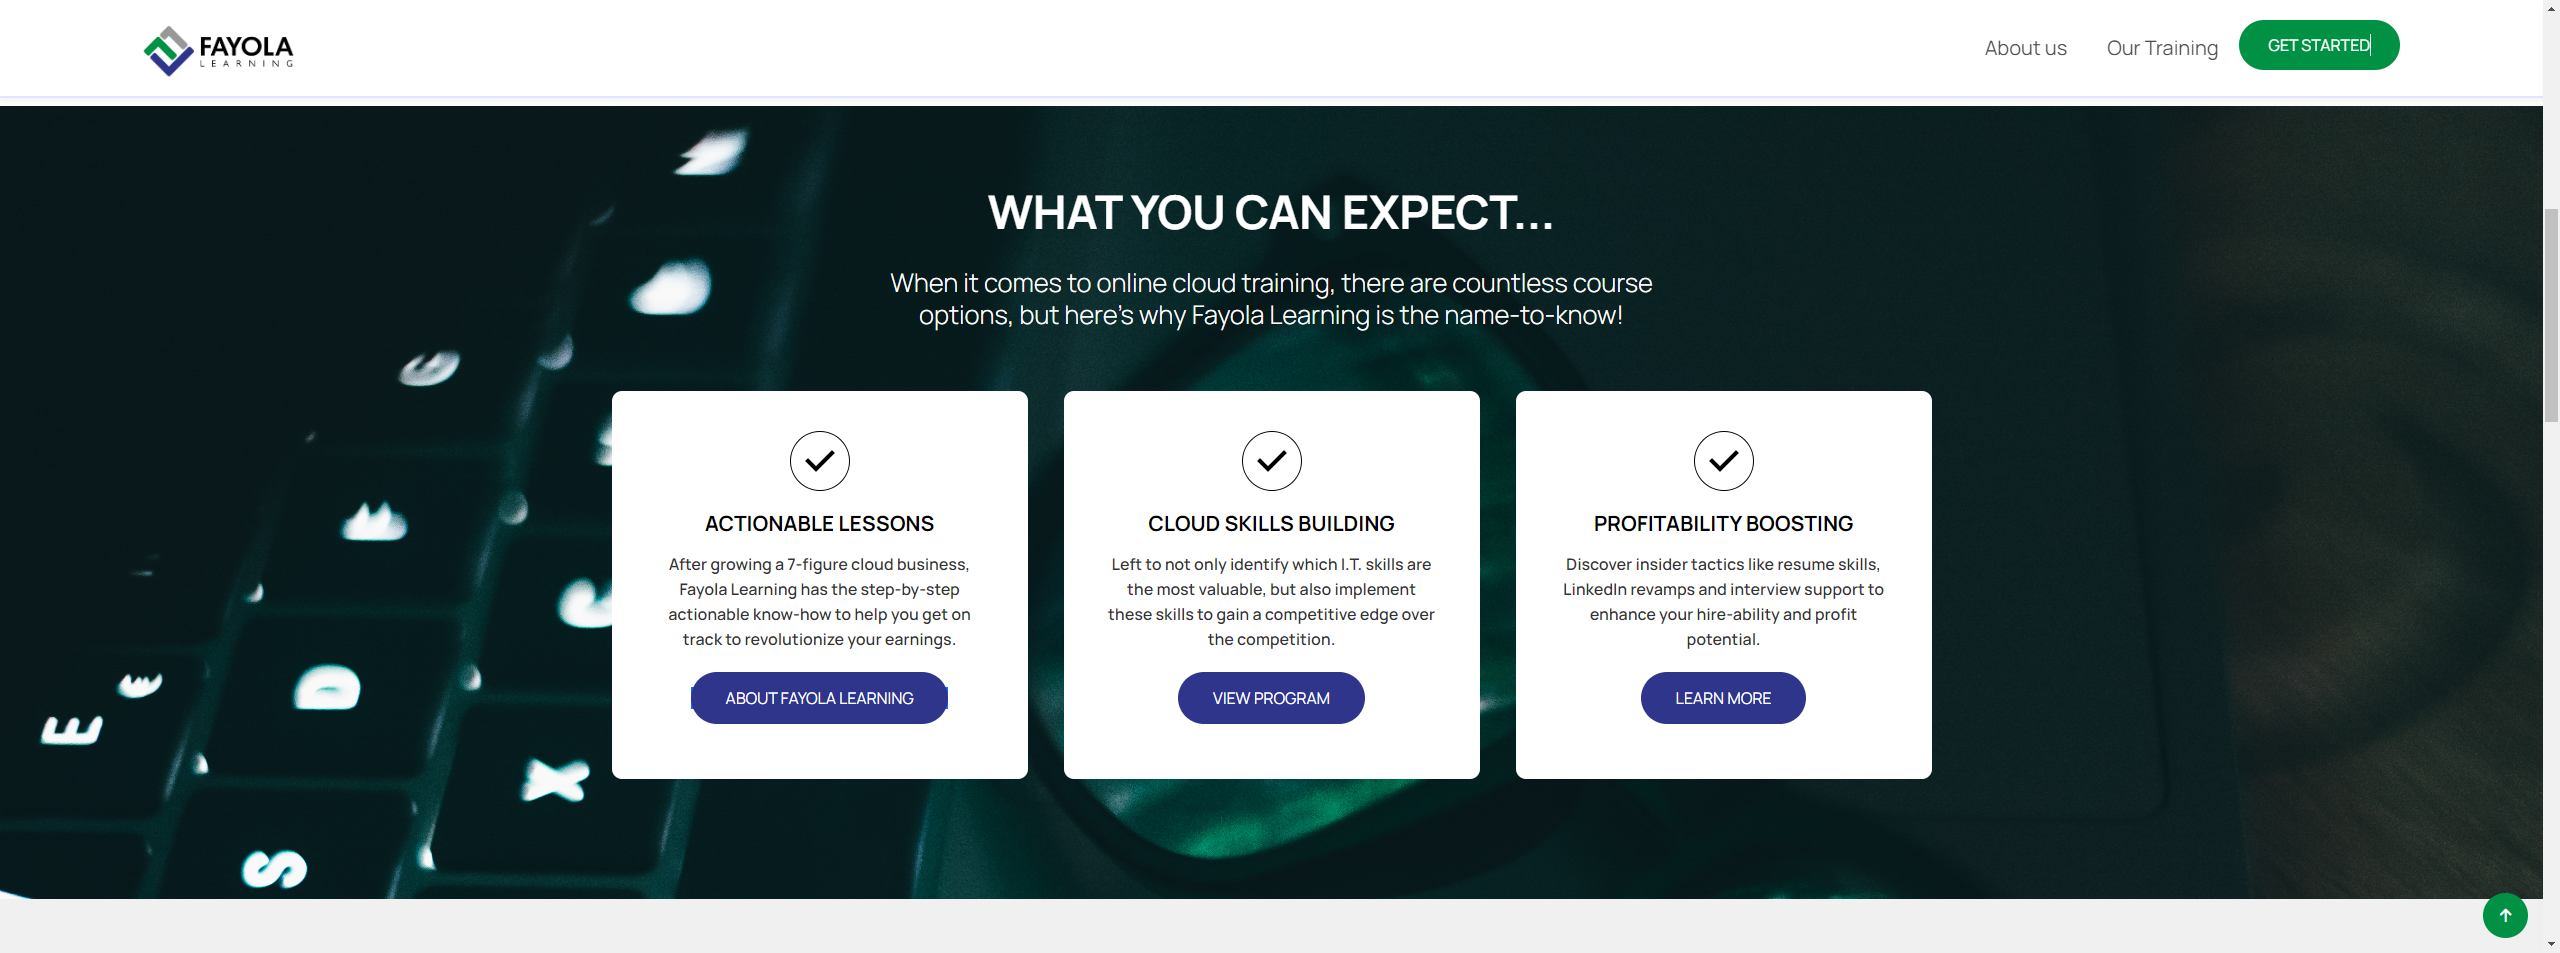 FAYOLA
LEARNING
About us
Our Training
GET STARTED
WHAT YOU CAN EXPECT...
When it comes to online cloud training, there are countless course
options, but here's why Fayola Learning is the name-to-know!
ACTIONABLE LESSONS
After growing a 7-figure cloud business,
Fayola Learning has the step-by-step
actionable know-how to help you get on
track to revolutionize your earnings.
ABOUT FAYOLA LEARNING
CLOUD SKILLS BUILDING
Left to not only identify which I.T. skills are
the most valuable, but also implement
these skills to gain a competitive edge over
the competition.
VIEW PROGRAM
PROFITABILITY BOOSTING
Discover insider tactics like resume skills,
LinkedIn revamps and interview support to
enhance your hire-ability and profit
potential.
LEARN MORE
E
D
S
X